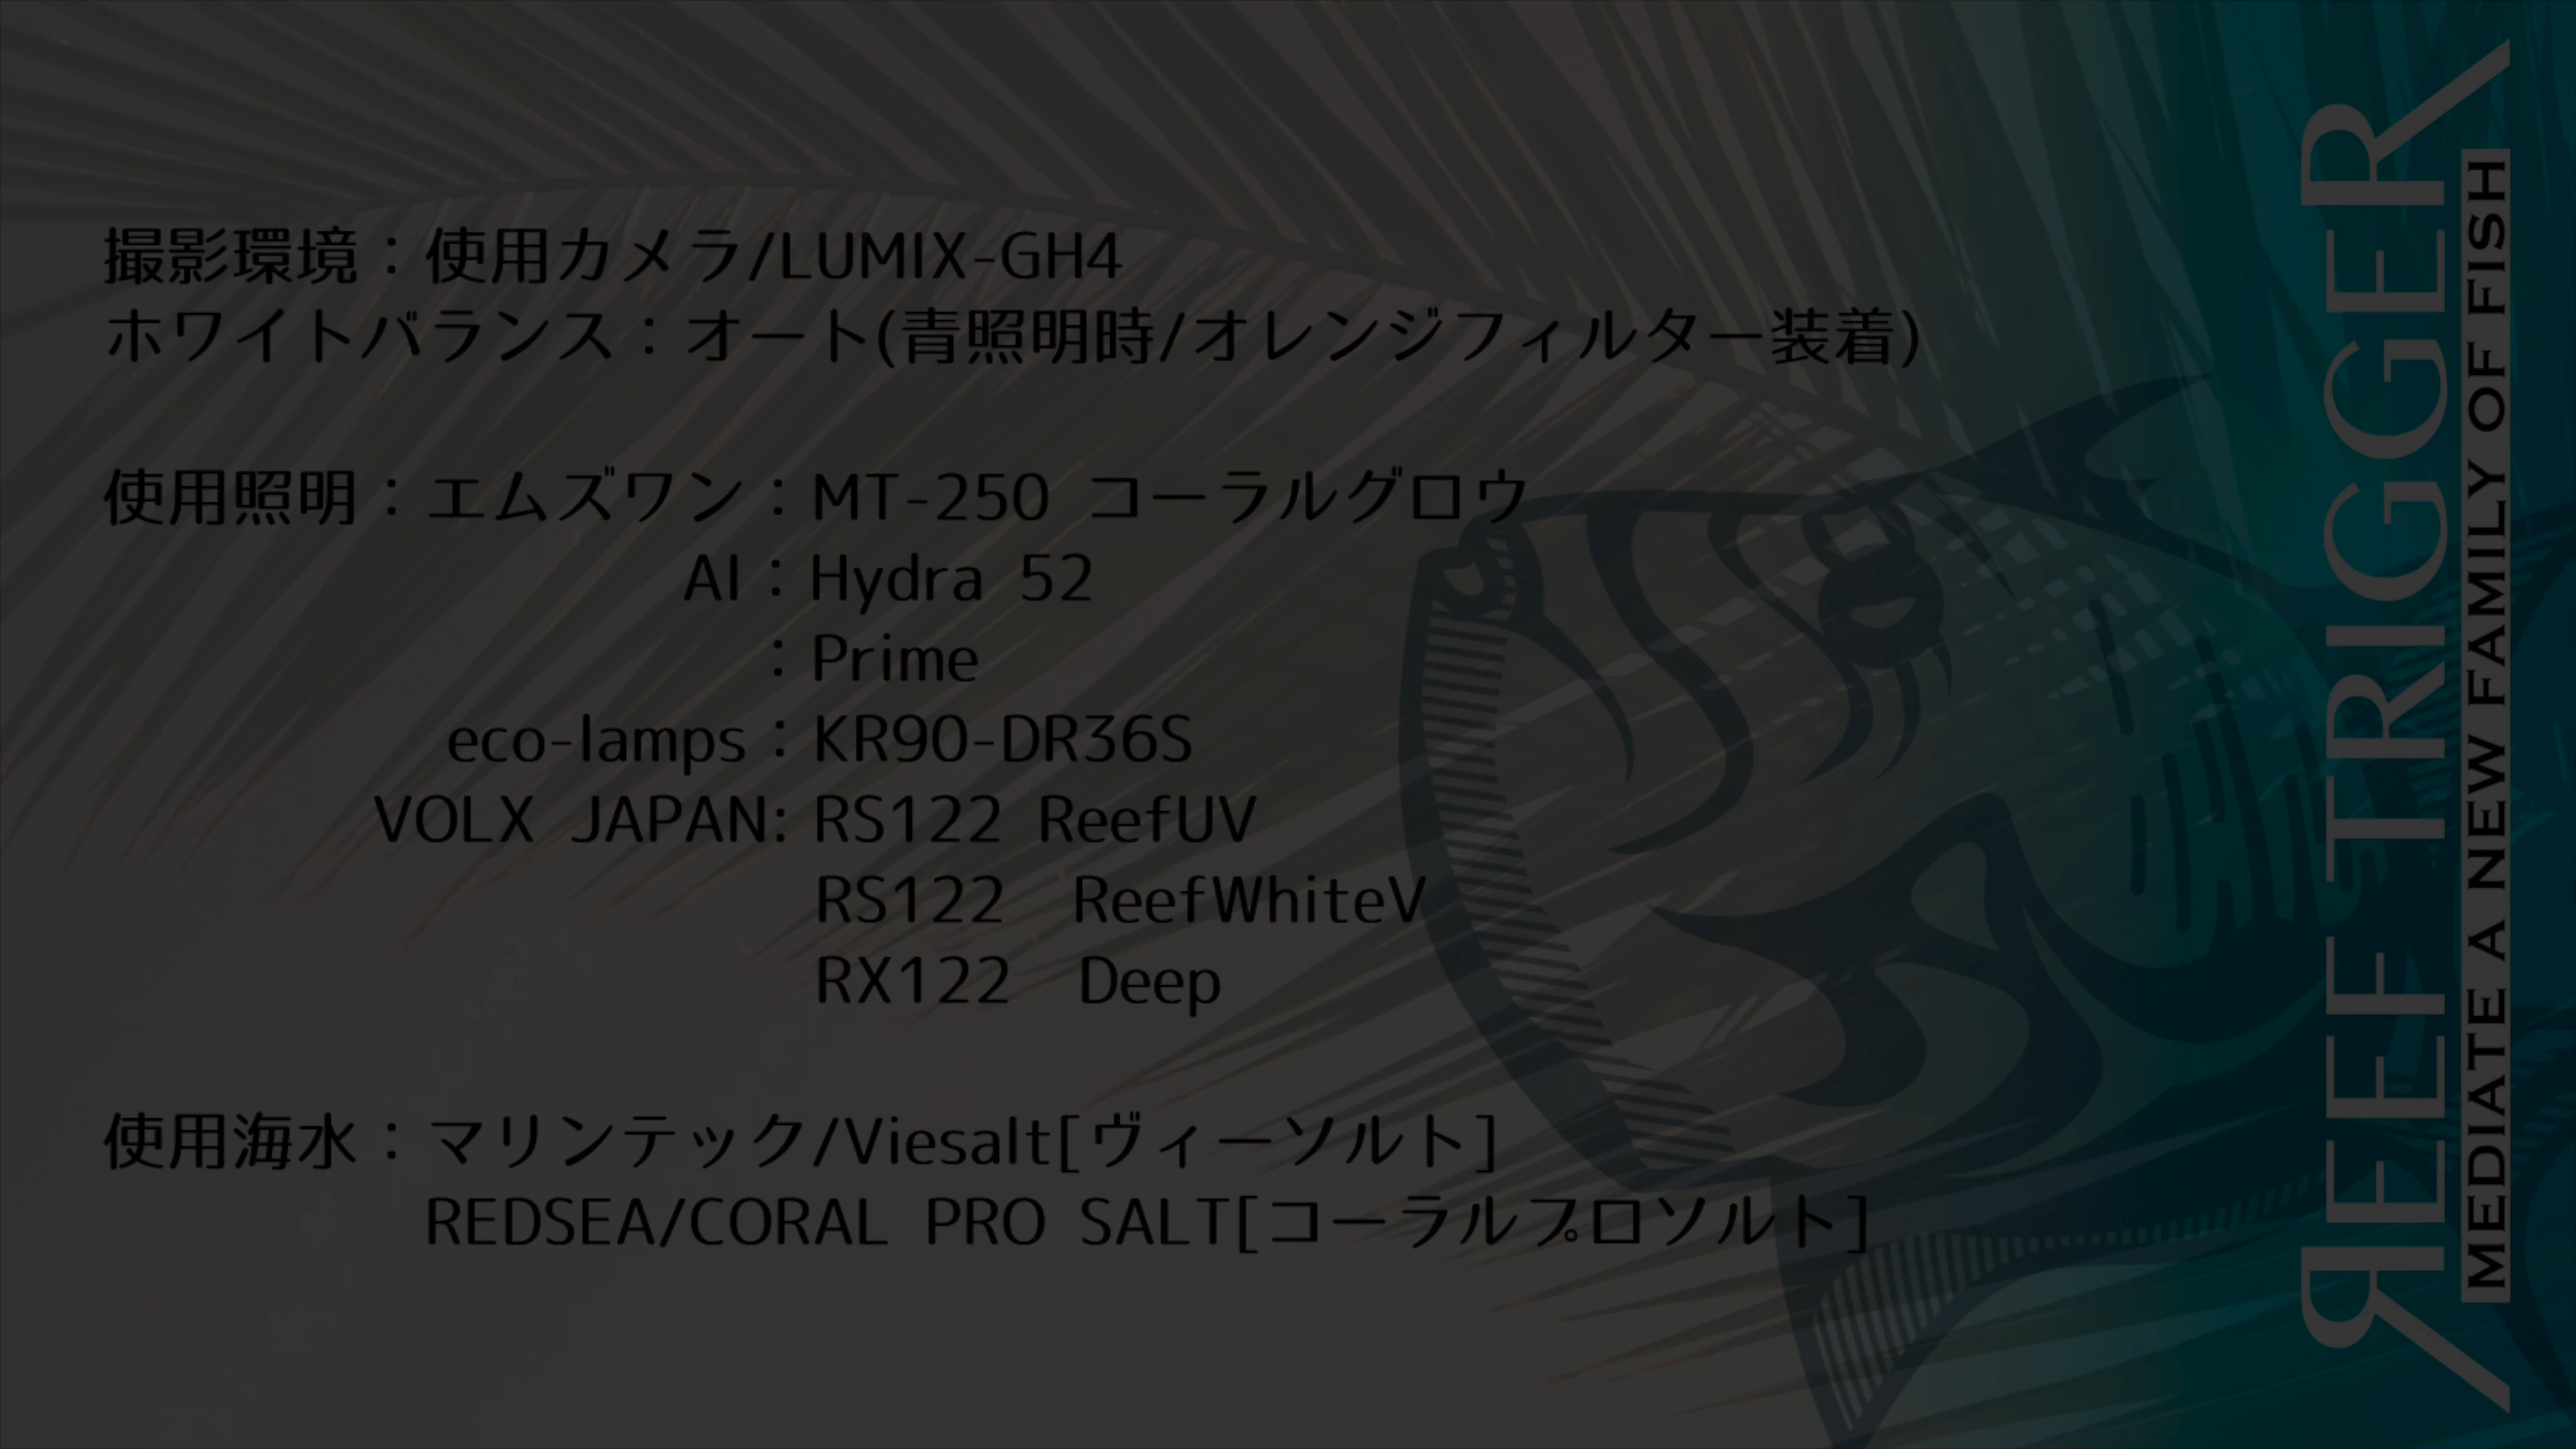 撮影環境：使用カメラ/LUMIX-GH4
ホワイトバランス：オート(青照明時/オレンジフィルター装着)
使用照明：エムズワン：MT-250 コーラルグロウ
AI：Hydra 52
：Prime
eco-lamps：KR90-DR36S
VOLX JAPAN: RS122 ReefUV
RS122 ReefWhiteV
RX122 Deep
使用海水：マリンテック/Viesalt[ヴィーソルト]
REDSEA/CORAL PRO SALT[コーラルプロソルト]
REEF TRIGGER
MEDIATE A NEW FAMILY OF FISH